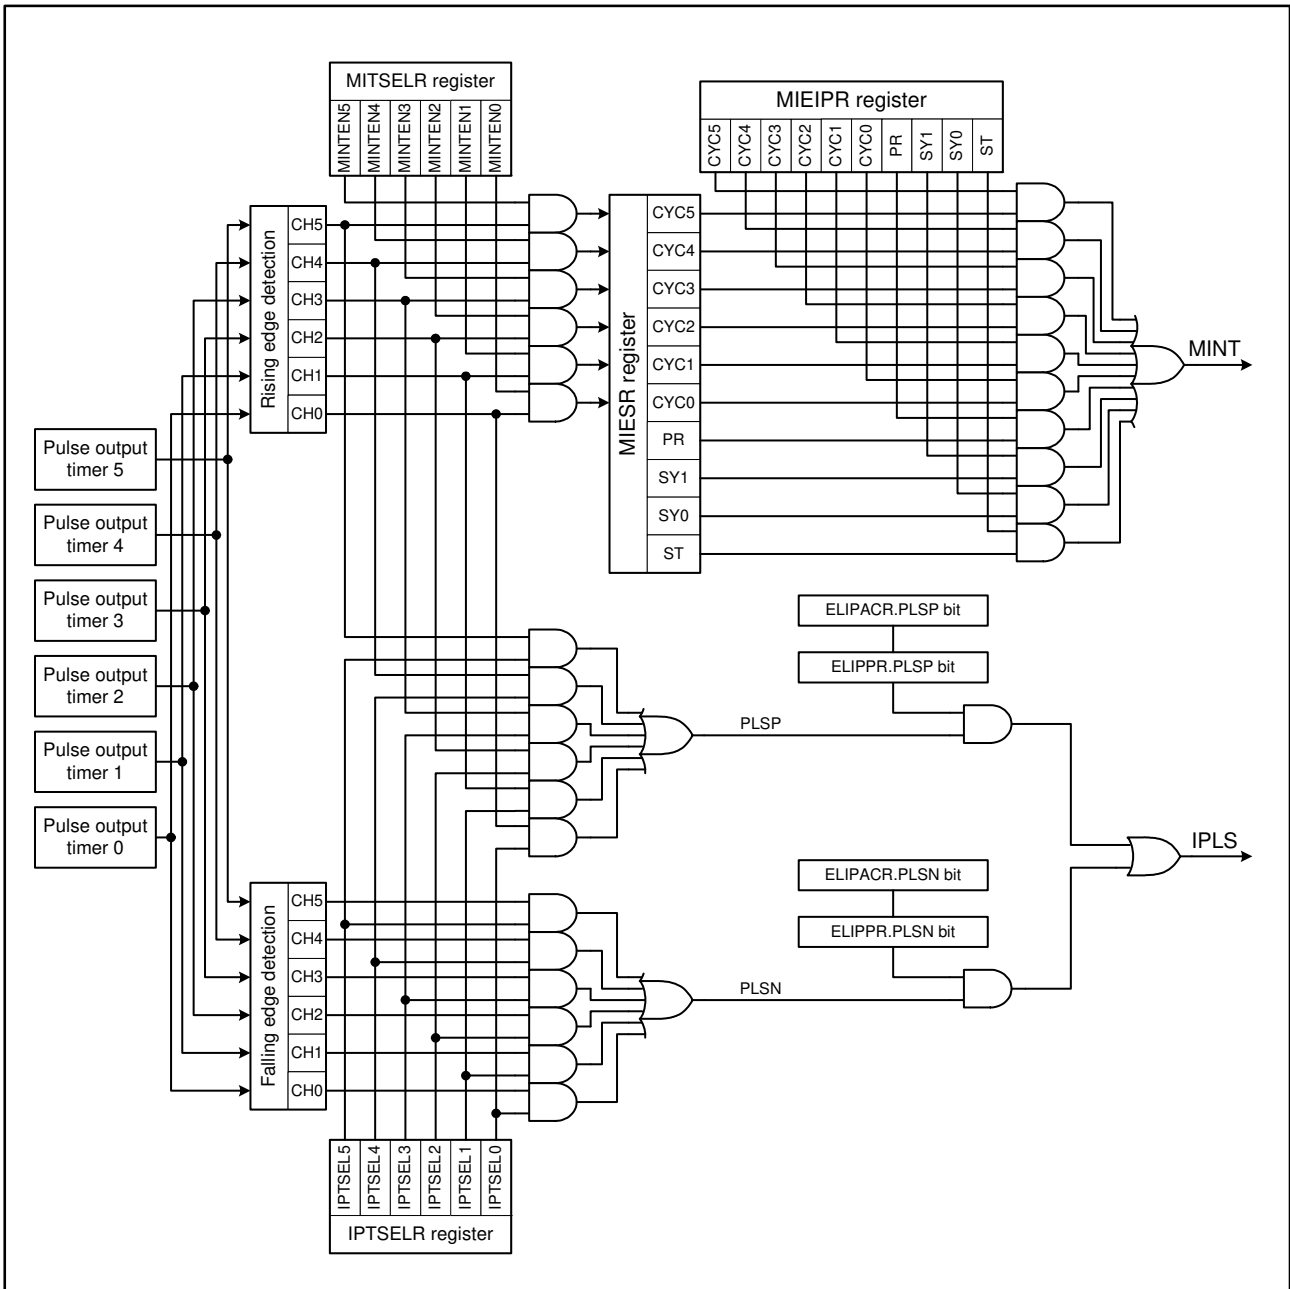 MITSELR register
MINTEN5
MINTEN4
MINTEN3
MINTEN2
MINTEN1
MINTEN0
MIEIPR register
CYC5
CYC4
CYC3
CYC2
CYC1
CYC0
PR
SY1
SY0
ST
Rising edge detection
CH5
CH4
CH3
CH2
CH1
CH0
MIESR register
CYC5
CYC4
CYC3
CYC2
CYC1
CYC0
PR
SY1
SY0
ST
MINT
Pulse output
timer 5
Pulse output
timer 4
Pulse output
timer 3
Pulse output
timer 2
Pulse output
timer 1
Pulse output
timer 0
ELIPACR.PLSP bit
ELIPPR.PLSP bit
PLSP
IPLS
ELIPACR.PLSN bit
ELIPPR.PLSN bit
PLSN
Falling edge detection
CH5
CH4
CH3
CH2
CH1
CH0
IPTSEL5
IPTSEL4
IPTSEL3
IPTSEL2
IPTSEL1
IPTSEL0
IPTSELR register